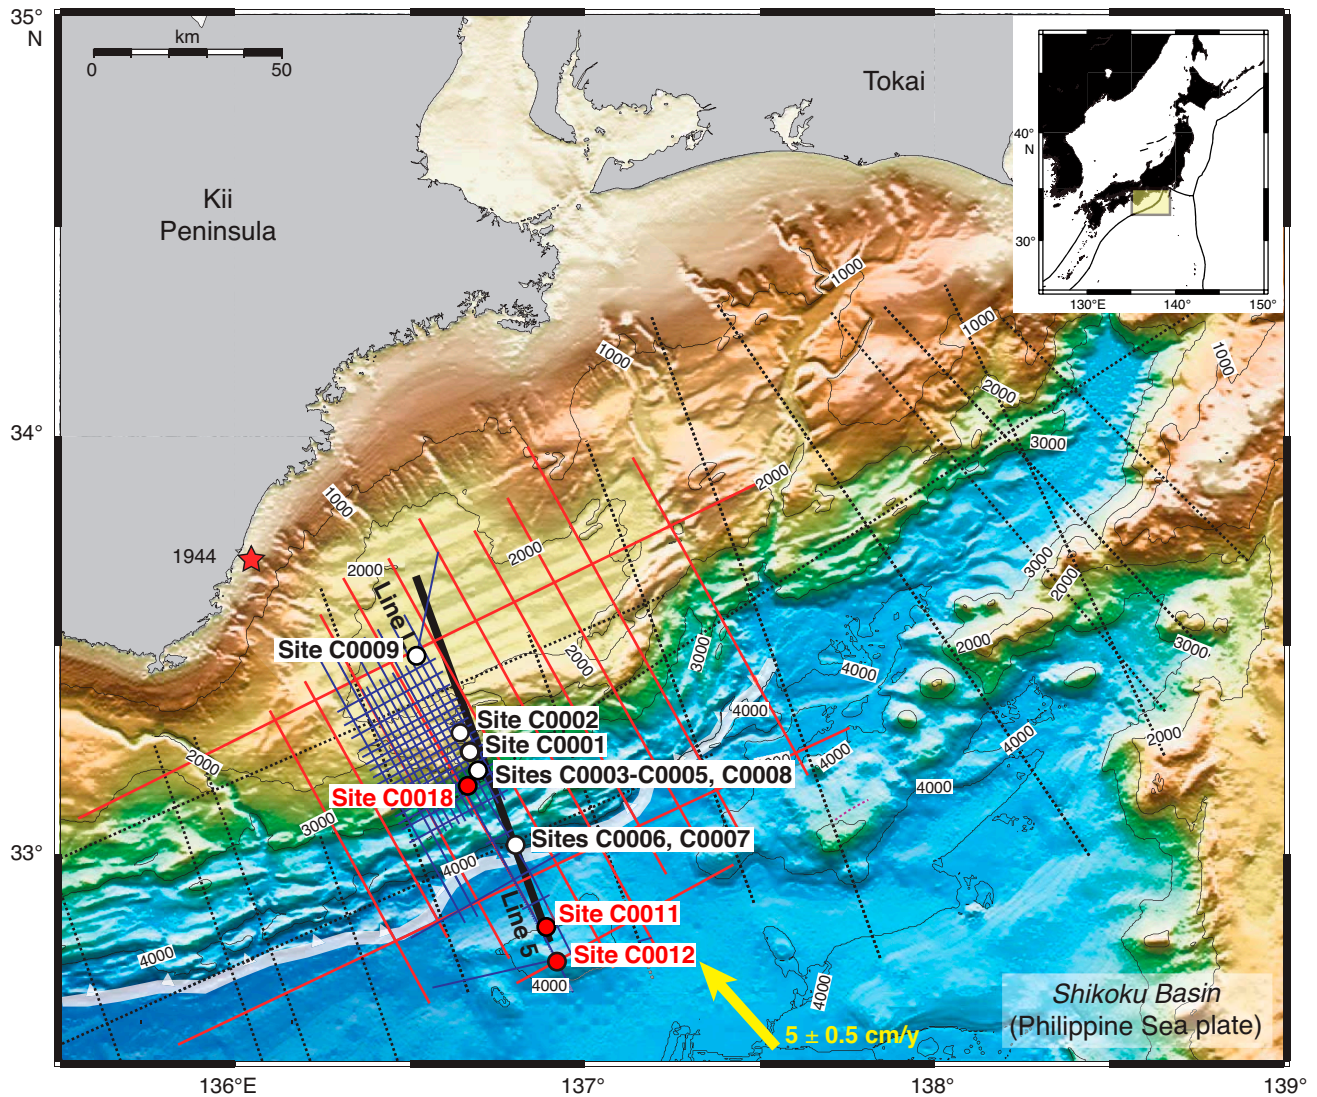 35°
N
km
0 50
Tokai
Kii
Peninsula
40°
N
30°
130°E 140° 150°
1000
1000
1000
1000
2000
3000
34°
2000
1000
1944
2000
2000
3000
2000
Line 1
Site C0009
2000
3000
2000
3000
4000
4000
Site C0002
Site C0001
Sites C0003-C0005, C0008
4000
4000
2000
2000
Site C0018
4000
3000
33°
Sites C0006, C0007
4000
Line 5
Site C0011
Site C0012
4000
4000
4000
Shikoku Basin
(Philippine Sea plate)
5 ± 0.5 cm/y
136°E 137° 138° 139°